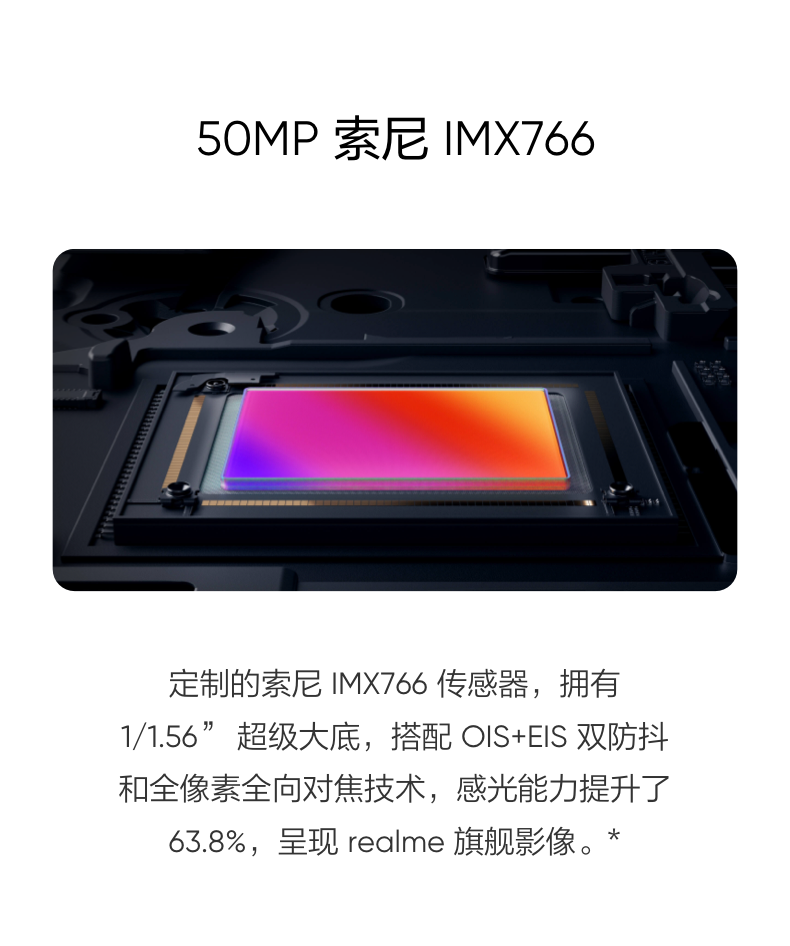 50MP 索尼 IMX766
定制的索尼 IMX766 传感器，拥有
1/1.56” 超级大底，搭配 OIS+EIS 双防抖
和全像素全向对焦技术，感光能力提升了
63.8%，呈现 realme 旗舰影像。*